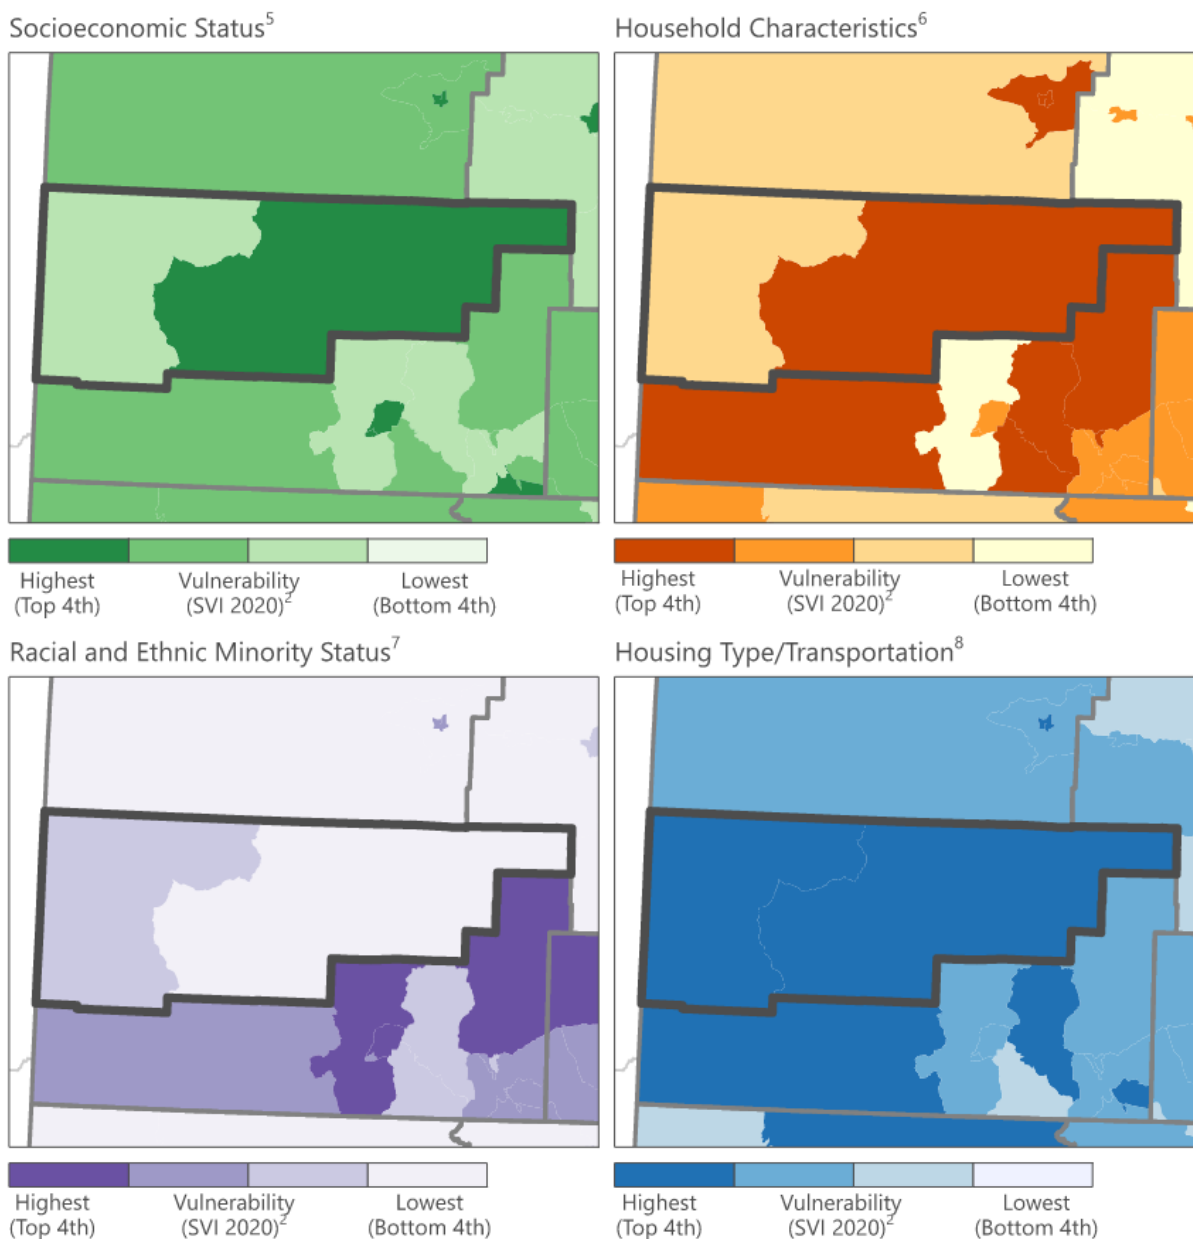 Socioeconomic Status5
Household Characteristics6
Highest
(Top 4th)
Vulnerability
(SVI 2020)2
Lowest
(Bottom 4th)
Highest
(Top 4th)
Vulnerability
(SVI 2020)2
Lowest
(Bottom 4th)
Racial and Ethnic Minority Status7
Housing Type/Transportation8
Highest
(Top 4th)
Vulnerability
(SVI 2020)2
Lowest
(Bottom 4th)
Highest
(Top 4th)
Vulnerability
(SVI 2020)2
Lowest
(Bottom 4th)